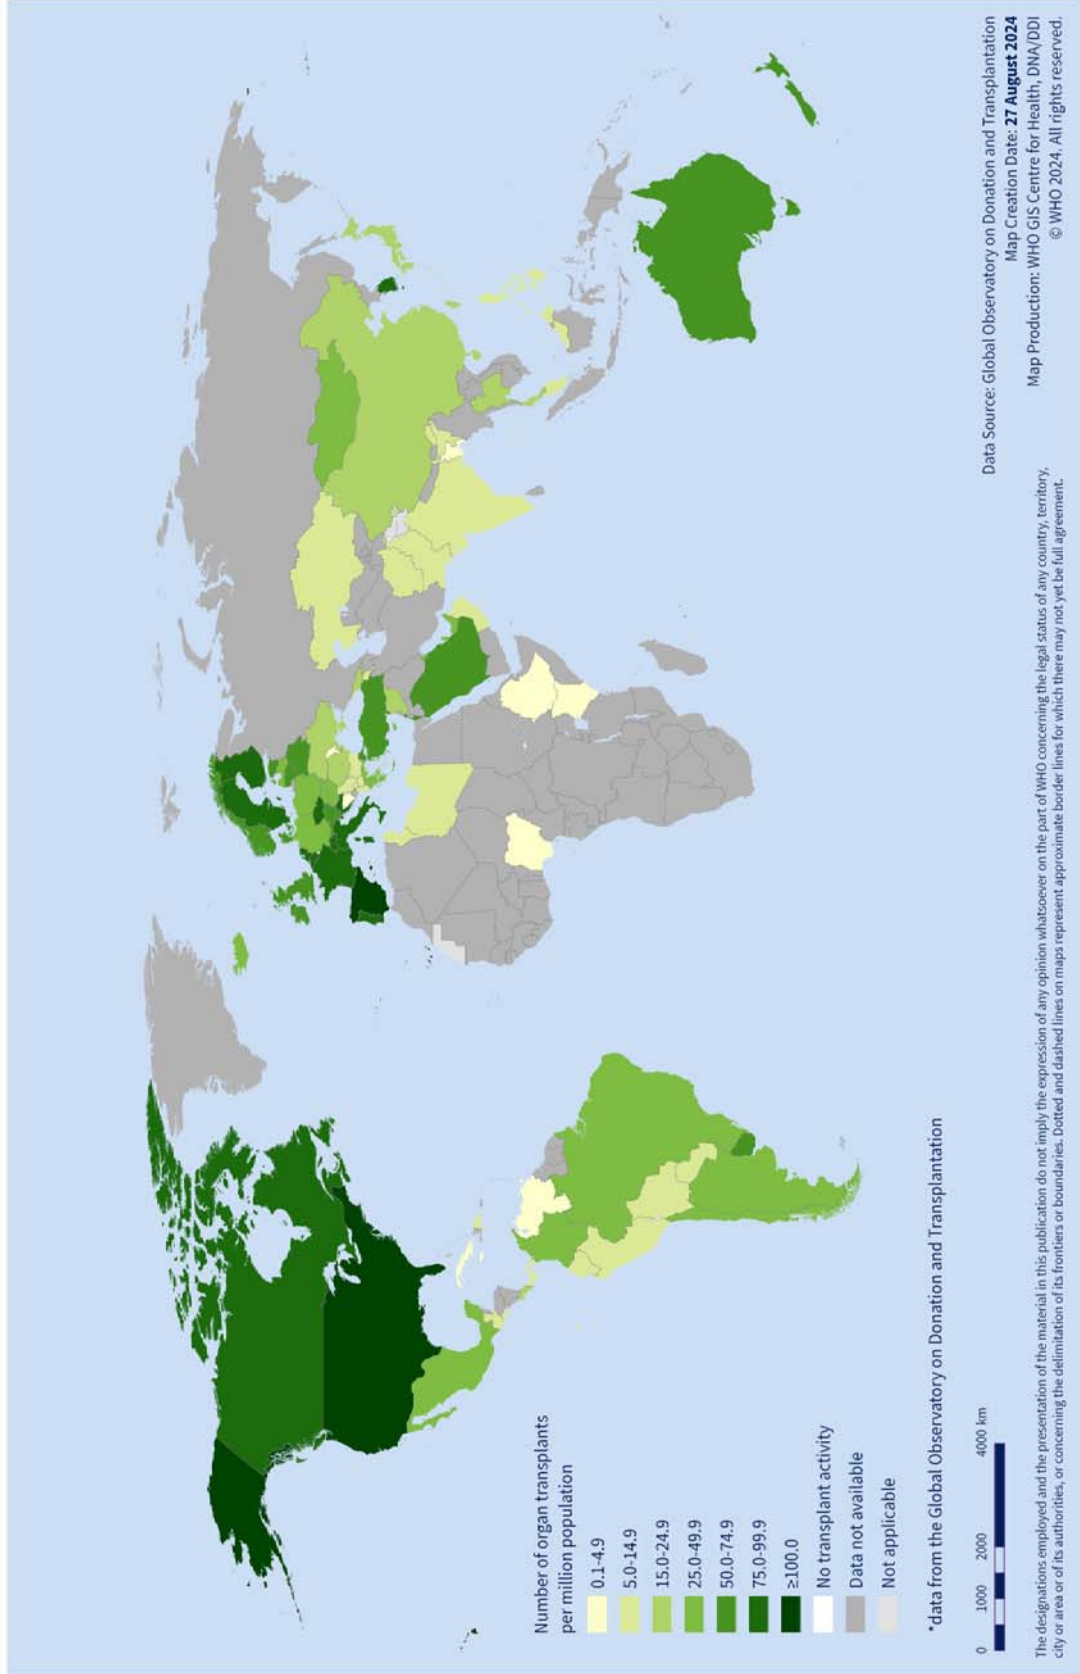 Number of organ transplants
per million population
0.1-4.9
5.0-14.9
15.0-24.9
25.0-49.9
50.0-74.9
75.0-99.9
≥100.0
No transplant activity
Data not available
Not applicable
*data from the Global Observatory on Donation and Transplantation
0 1000 2000 4000 km
Data Source: Global Observatory on Donation and Transplantation
Map Creation Date: 27 August 2024
Map Production: WHO GIS Centre for Health, DNA/DDI
© WHO 2024. All rights reserved.
The designations employed and the presentation of the material in this publication do not imply the expression of any opinion whatsoever on the part of WHO concerning the legal status of any country, territory,
city or area or of its authorities, or concerning the delimitation of its frontiers or boundaries. Dotted and dashed lines on maps represent approximate border lines for which there may not yet be full agreement.